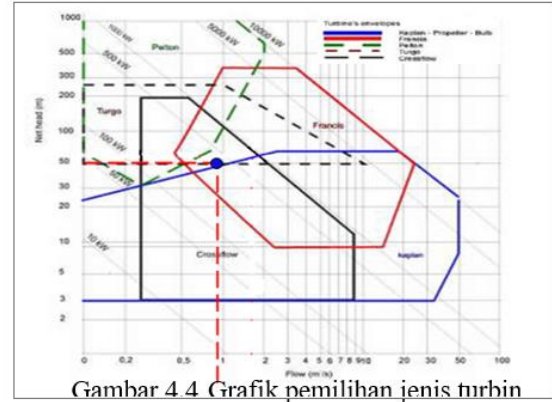 Turbine's envelopes
Kaplan - Propeller - Bulb
Francis
Pelton
Turgo
Crossflow
1000
500
300
200
100
50
30
20
10
5
3
2
Net head (m)
1000 kW
500 kW
100 kW
50 kW
10 kW
5000 kW
10000 kW
Pelton
Turgo
Francis
Crossflow
kaplan
0 0,2 0,5 1 2 3 4 5 6 7 8 9 10 20 30 50 100
Gambar 4.4 Grafik pemilihan jenis turbin